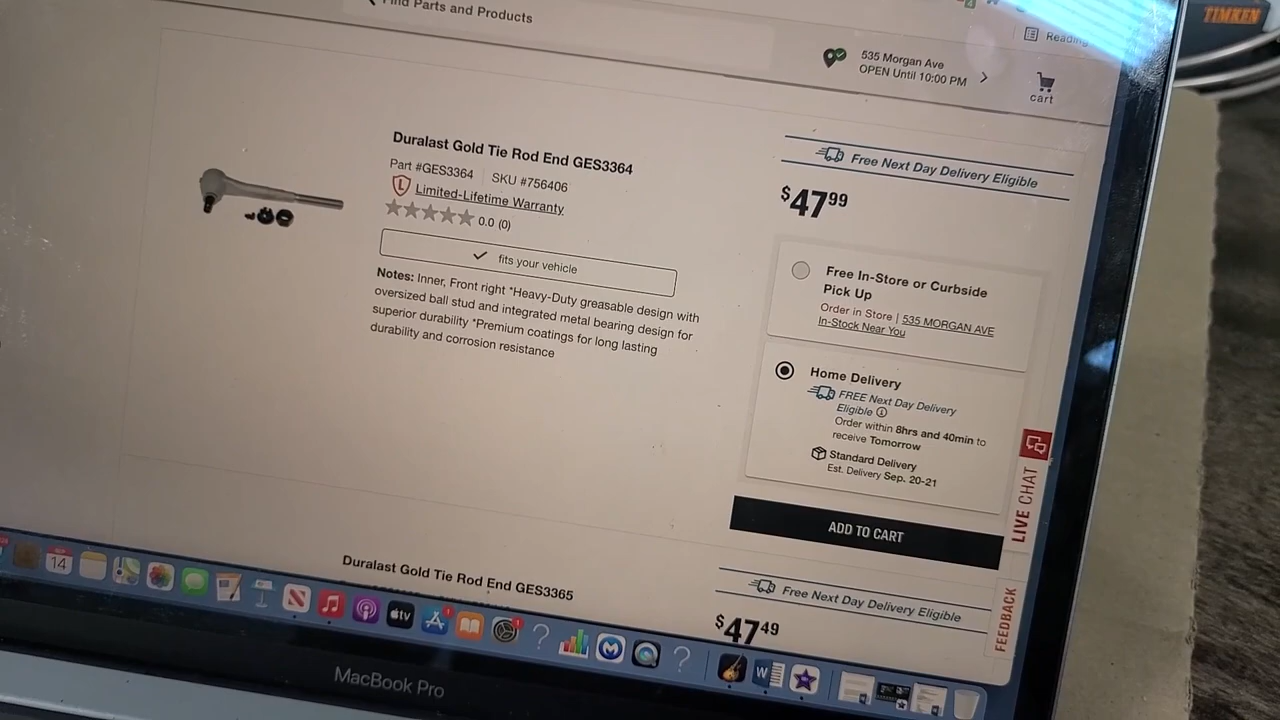 TIMKEN
Find Parts and Products
535 Morgan Ave
OPEN Until 10:00 PM
cart
Duralast Gold Tie Rod End GES3364
Part #GES3364 SKU #756406
Limited-Lifetime Warranty
0.0 (0)
fits your vehicle
Notes: Inner, Front right *Heavy-Duty greasable design with
oversized ball stud and integrated metal bearing design for
superior durability *Premium coatings for long lasting
durability and corrosion resistance
Free Next Day Delivery Eligible
$47 99
Free In-Store or Curbside
Pick Up
Order in Store | 535 MORGAN AVE
In-Stock Near You
Home Delivery
FREE Next Day Delivery
Eligible
Order within 8hrs and 40min to
receive Tomorrow
Standard Delivery
Est. Delivery Sep. 20-21
ADD TO CART
LIVE CHAT
FEEDBACK
Duralast Gold Tie Rod End GES3365
Free Next Day Delivery Eligible
$47 49
14
tv
MacBook Pro